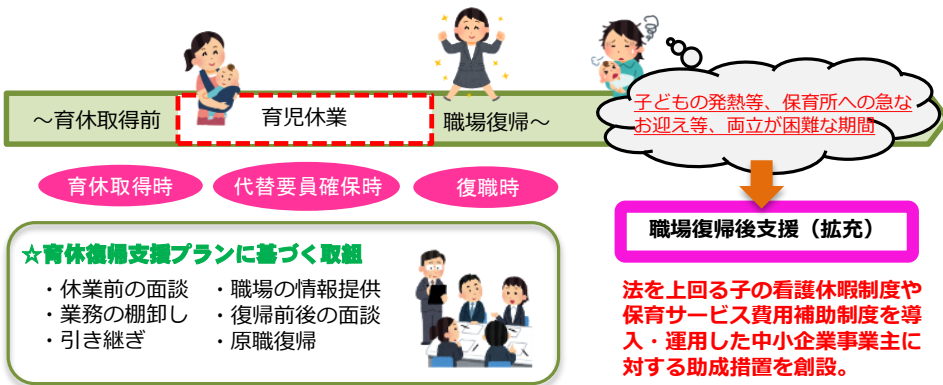 ～育休取得前
育児休業
職場復帰～
子どもの発熱等、保育所への急な
お迎え等、両立が困難な期間
育休取得時
代替要員確保時
復職時
☆育休復帰支援プランに基づく取組
・休業前の面談
・業務の棚卸し
・引き継ぎ
・職場の情報提供
・復帰前後の面談
・原職復帰
職場復帰後支援（拡充）
法を上回る子の看護休暇制度や
保育サービス費用補助制度を導
入・運用した中小企業事業主に
対する助成措置を創設。